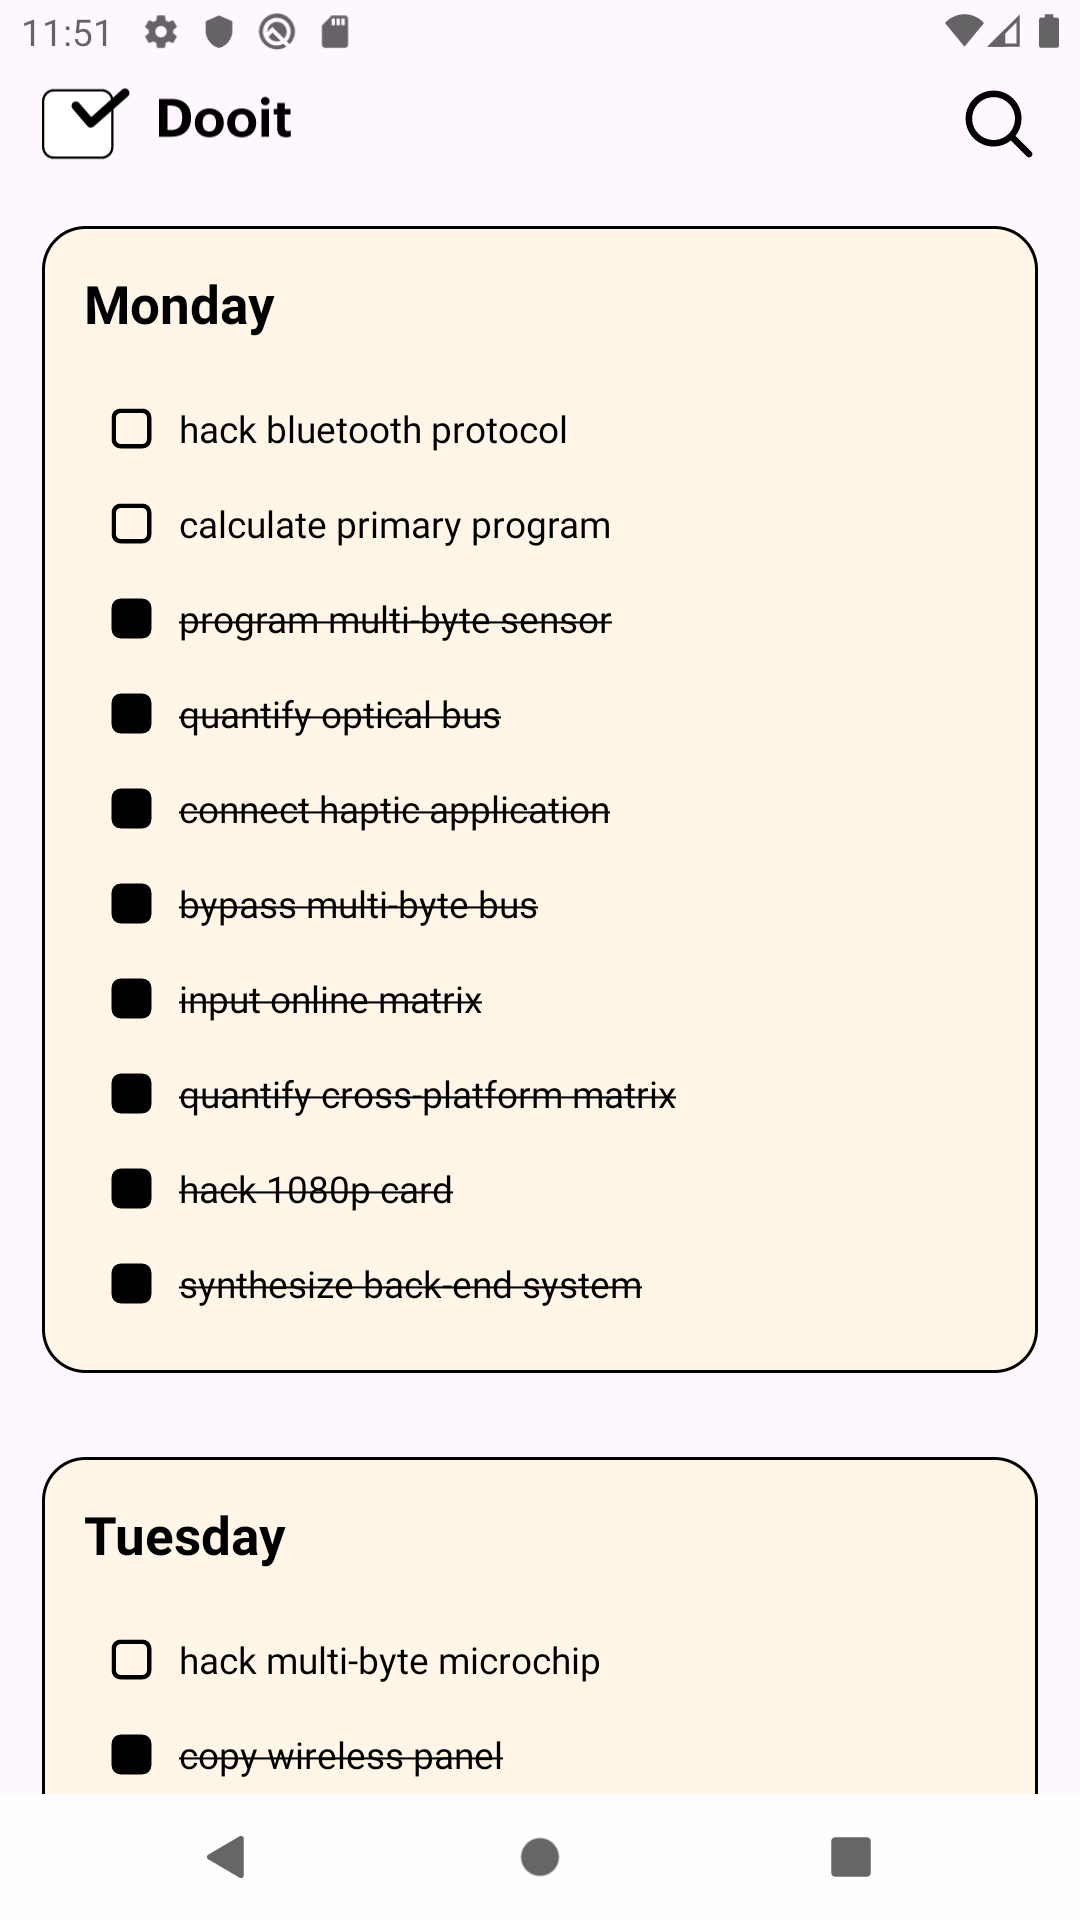 11:51
Dooit
Monday
hack bluetooth protocol
calculate primary program
program multi-byte sensor
quantify optical bus
connect haptic application
bypass multi-byte bus
input online matrix
quantify cross-platform matrix
hack 1080p card
synthesize back-end system
Tuesday
hack multi-byte microchip
copy wireless panel